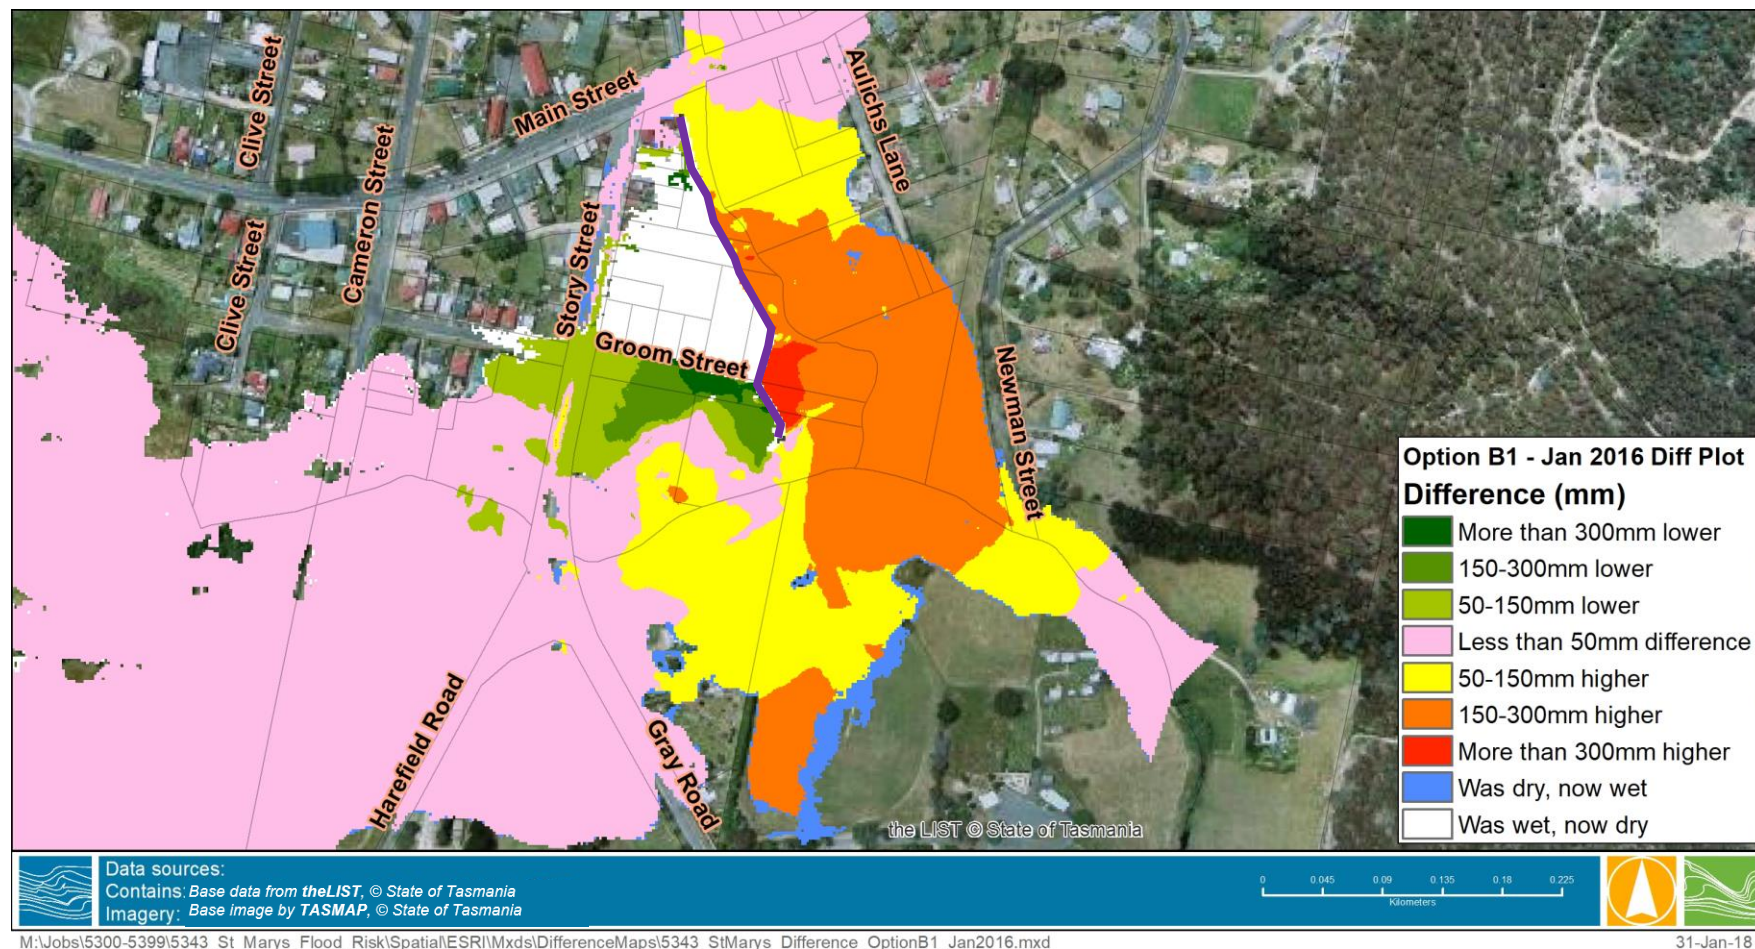 Clive Street
Main Street
Aulichs Lane
Cameron Street
Clive Street
Story Street
Groom Street
Newman Street
Harefield Road
Gray Road
the LIST © State of Tasmania
Option B1 - Jan 2016 Diff Plot
Difference (mm)
More than 300mm lower
150-300mm lower
50-150mm lower
Less than 50mm difference
50-150mm higher
150-300mm higher
More than 300mm higher
Was dry, now wet
Was wet, now dry
Data sources:
Contains: Base data from theLIST, © State of Tasmania
Imagery: Base image by TASMAP, © State of Tasmania
0 0.045 0.09 0.135 0.18 0.225
Kilometers
M:\Jobs\5300-5399\5343_St_Marys_Flood_Risk\Spatial\ESRI\Mxds\DifferenceMaps\5343_StMarys_Difference_OptionB1_Jan2016.mxd
31-Jan-18